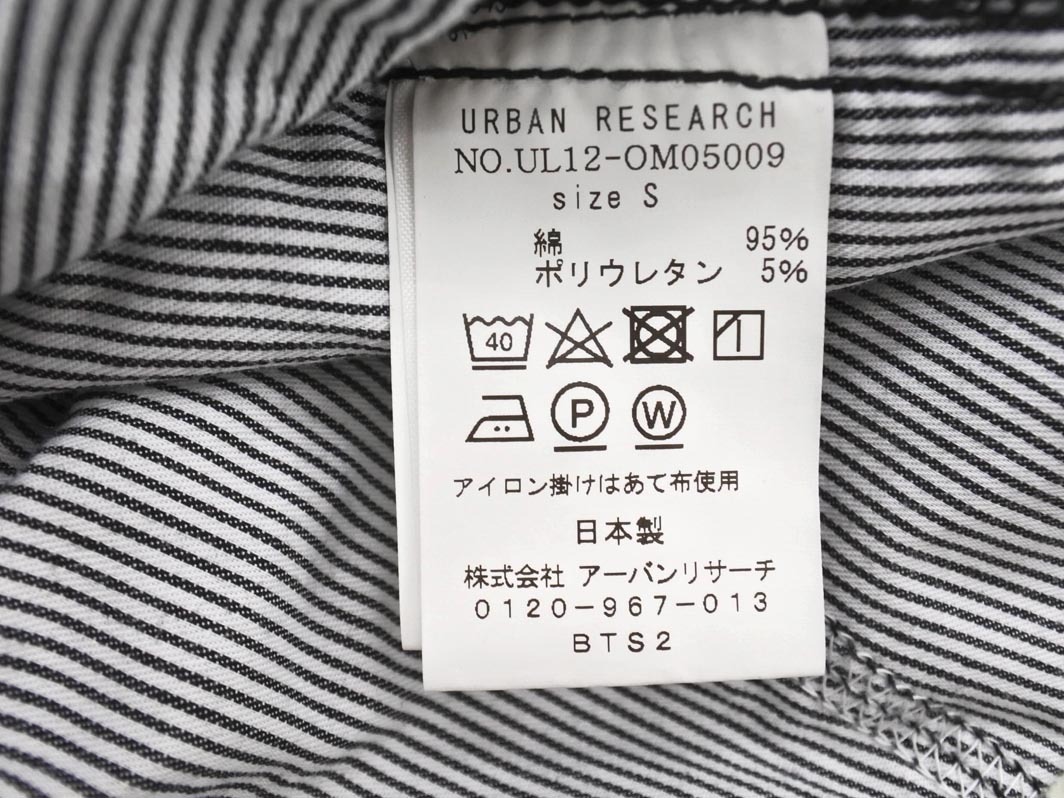 URBAN RESEARCH
NO.UL12-OM05009
size S
綿 95%
ポリウレタン 5%
40
P W
アイロン掛けはあて布使用
日本製
株式会社 アーバンリサーチ
0120-967-013
BTS2